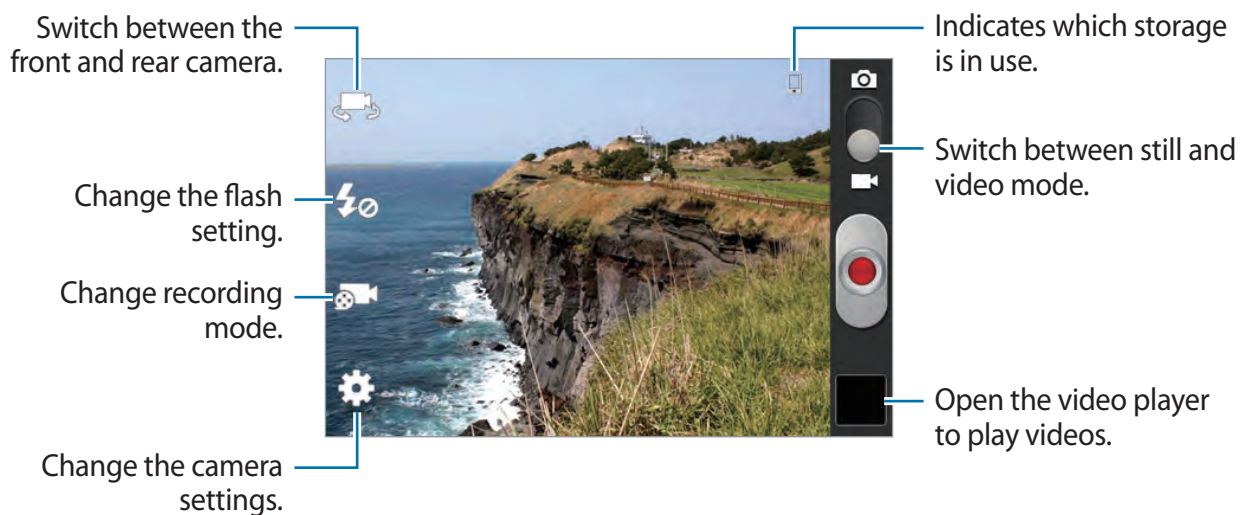 Switch between the
front and rear camera.
Change the flash
setting.
Change recording
mode.
Change the camera
settings.
Indicates which storage
is in use.
Switch between still and
video mode.
Open the video player
to play videos.